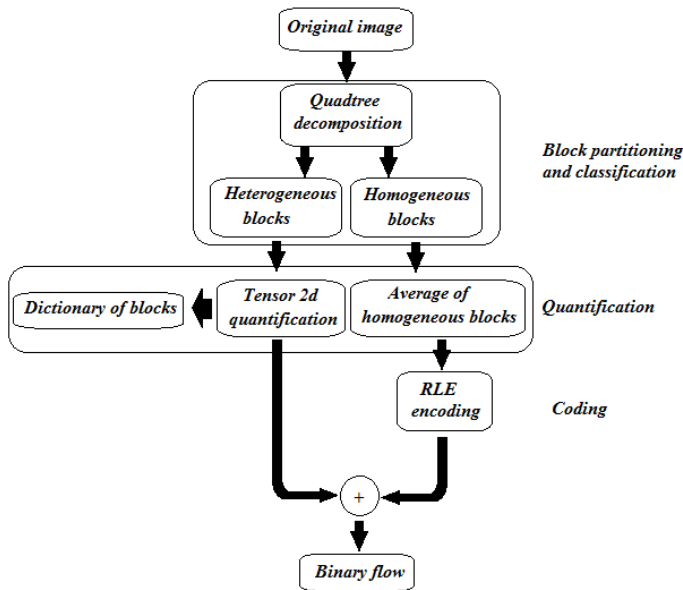 Original image
Quadtree
decomposition
Block partitioning
and classification
Heterogeneous
blocks
Homogeneous
blocks
Dictionary of blocks
Tensor 2d
quantification
Average of
homogeneous blocks
Quantification
RLE
encoding
Coding
+
Binary flow